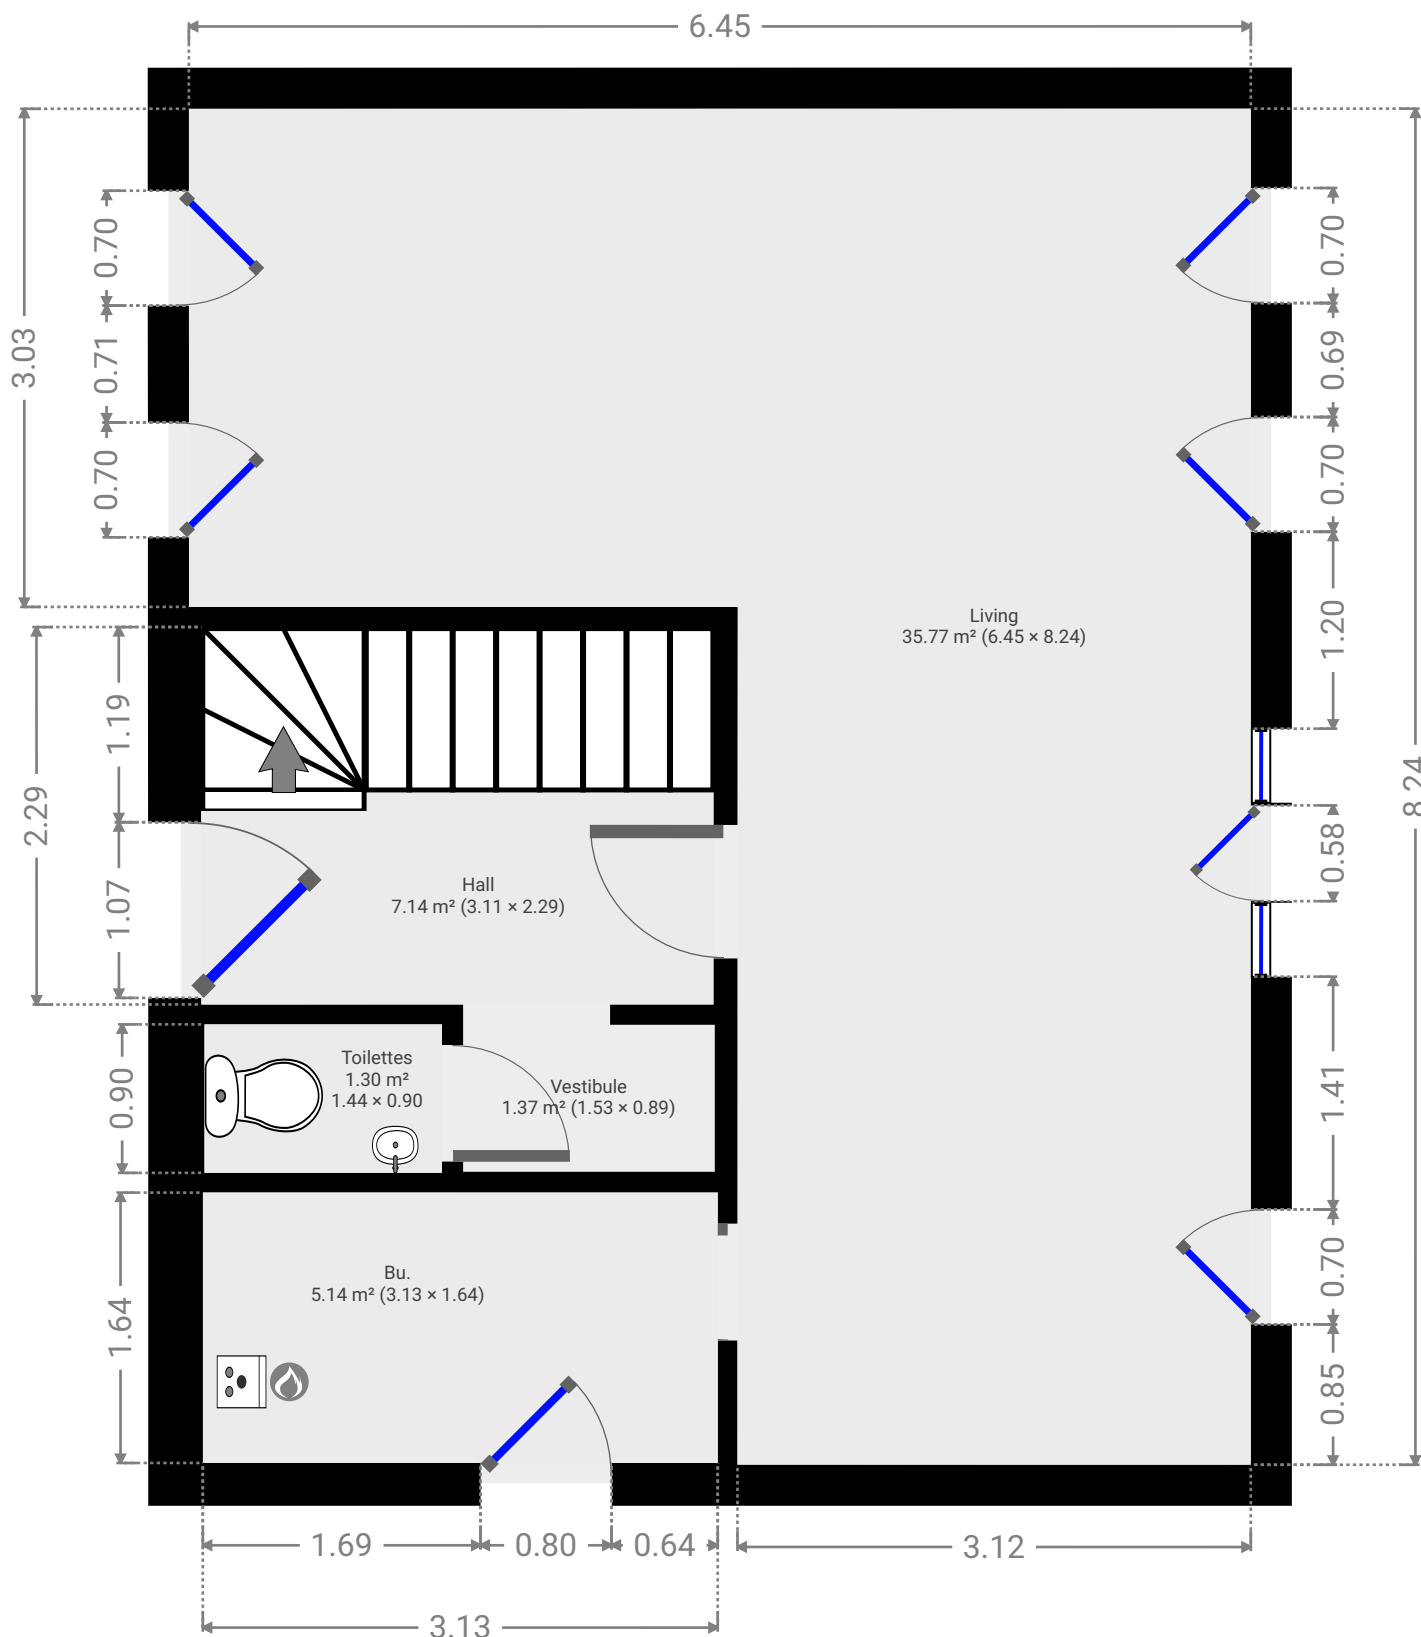 6.45
3.03
0.70
0.71
0.70
0.70
0.69
0.70
1.20
8.24
Living
35.77 m² (6.45 × 8.24)
2.29
1.19
1.07
0.58
Hall
7.14 m² (3.11 × 2.29)
0.90
Toilettes
1.30 m²
1.44 × 0.90
Vestibule
1.37 m² (1.53 × 0.89)
1.41
1.64
Bu.
5.14 m² (3.13 × 1.64)
0.70
0.85
1.69
0.80
0.64
3.12
3.13